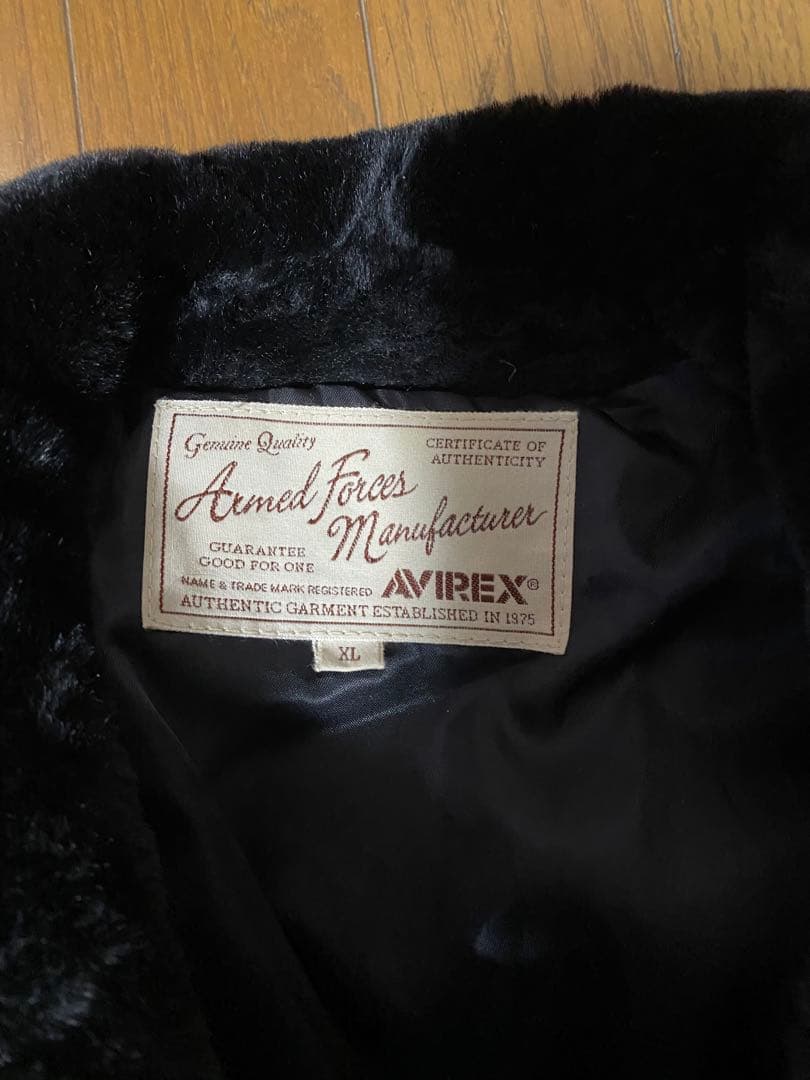 Genuine Quality
CERTIFICATE OF
AUTHENTICITY
Armed Forces
Manufacturer
GUARANTEE
GOOD FOR ONE
NAME & TRADE MARK REGISTERED AVIREX®
AUTHENTIC GARMENT ESTABLISHED IN 1975
XL